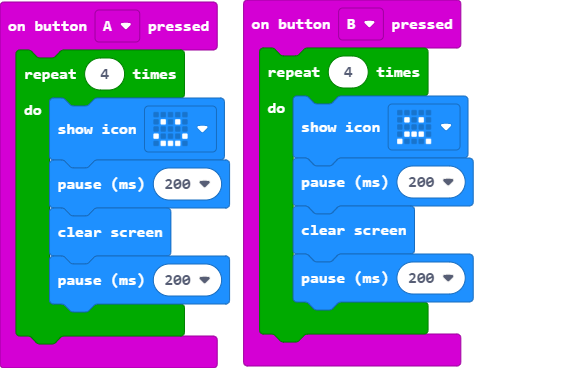 on button A pressed
repeat 4 times
do
show icon
pause (ms) 200
clear screen
pause (ms) 200
on button B pressed
repeat 4 times
do
show icon
pause (ms) 200
clear screen
pause (ms) 200